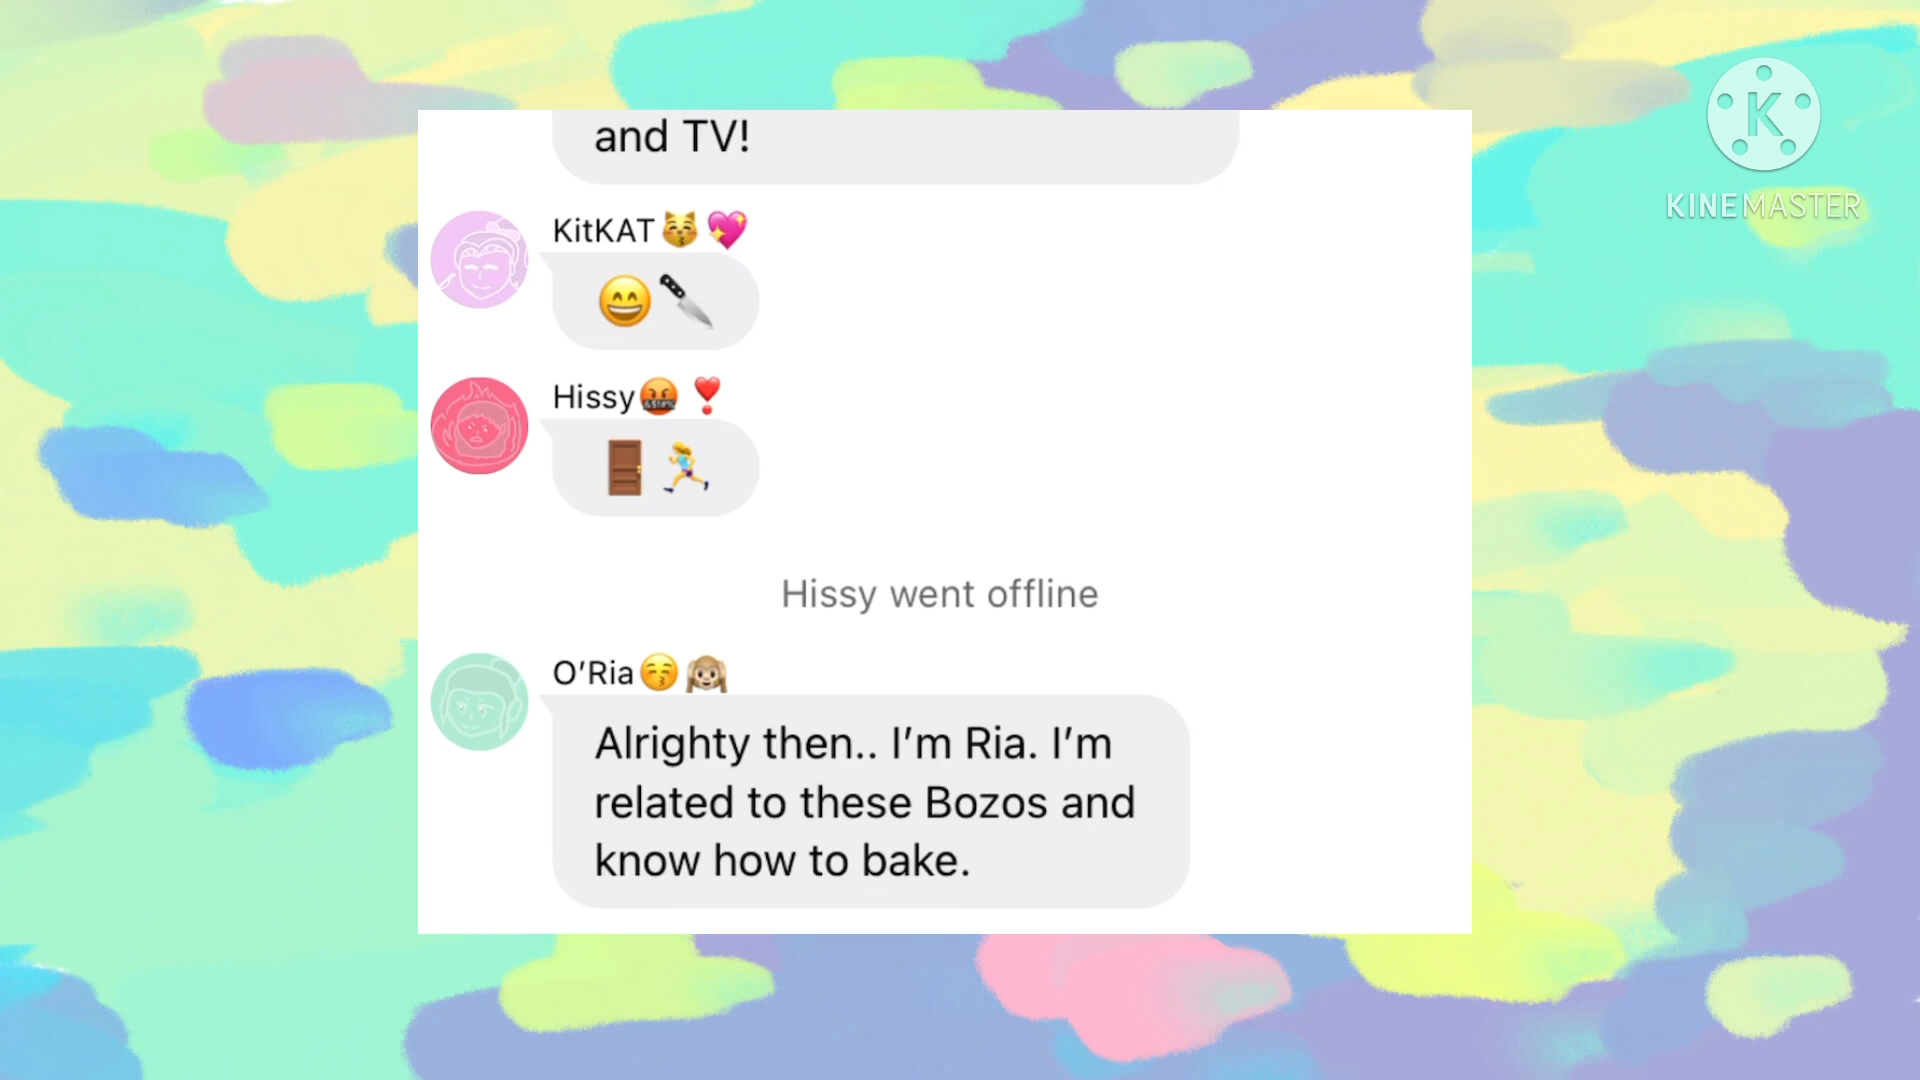 and TV!
K
KINEMASTER
KitKAT😽💖
😄🔪
Hissy🤬❣️
🚪🏃‍♀️
Hissy went offline
O’Ria😚🙉
Alrighty then.. I’m Ria. I’m
related to these Bozos and
know how to bake.